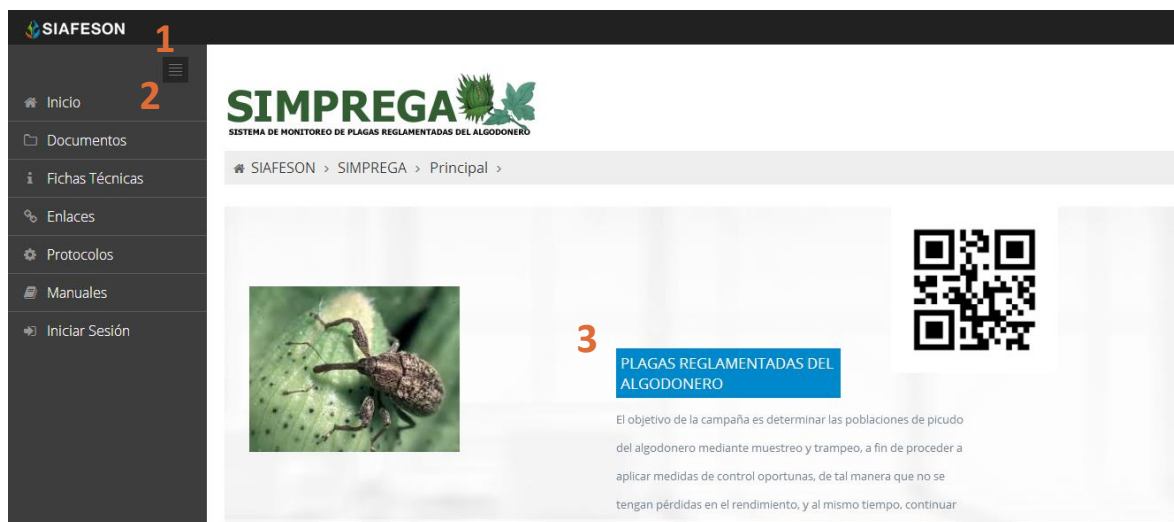 SIAFESON
1
2
Inicio
Documentos
Fichas Técnicas
Enlaces
Protocolos
Manuales
Iniciar Sesión
SIMPREGA
SISTEMA DE MONITOREO DE PLAGAS REGLAMENTADAS DEL ALGODONERO
SIAFESON > SIMPREGA > Principal >
3
PLAGAS REGLAMENTADAS DEL
ALGODONERO
El objetivo de la campaña es determinar las poblaciones de picudo
del algodonero mediante muestreo y trampeo, a fin de proceder a
aplicar medidas de control oportunas, de tal manera que no se
tengan pérdidas en el rendimiento, y al mismo tiempo, continuar